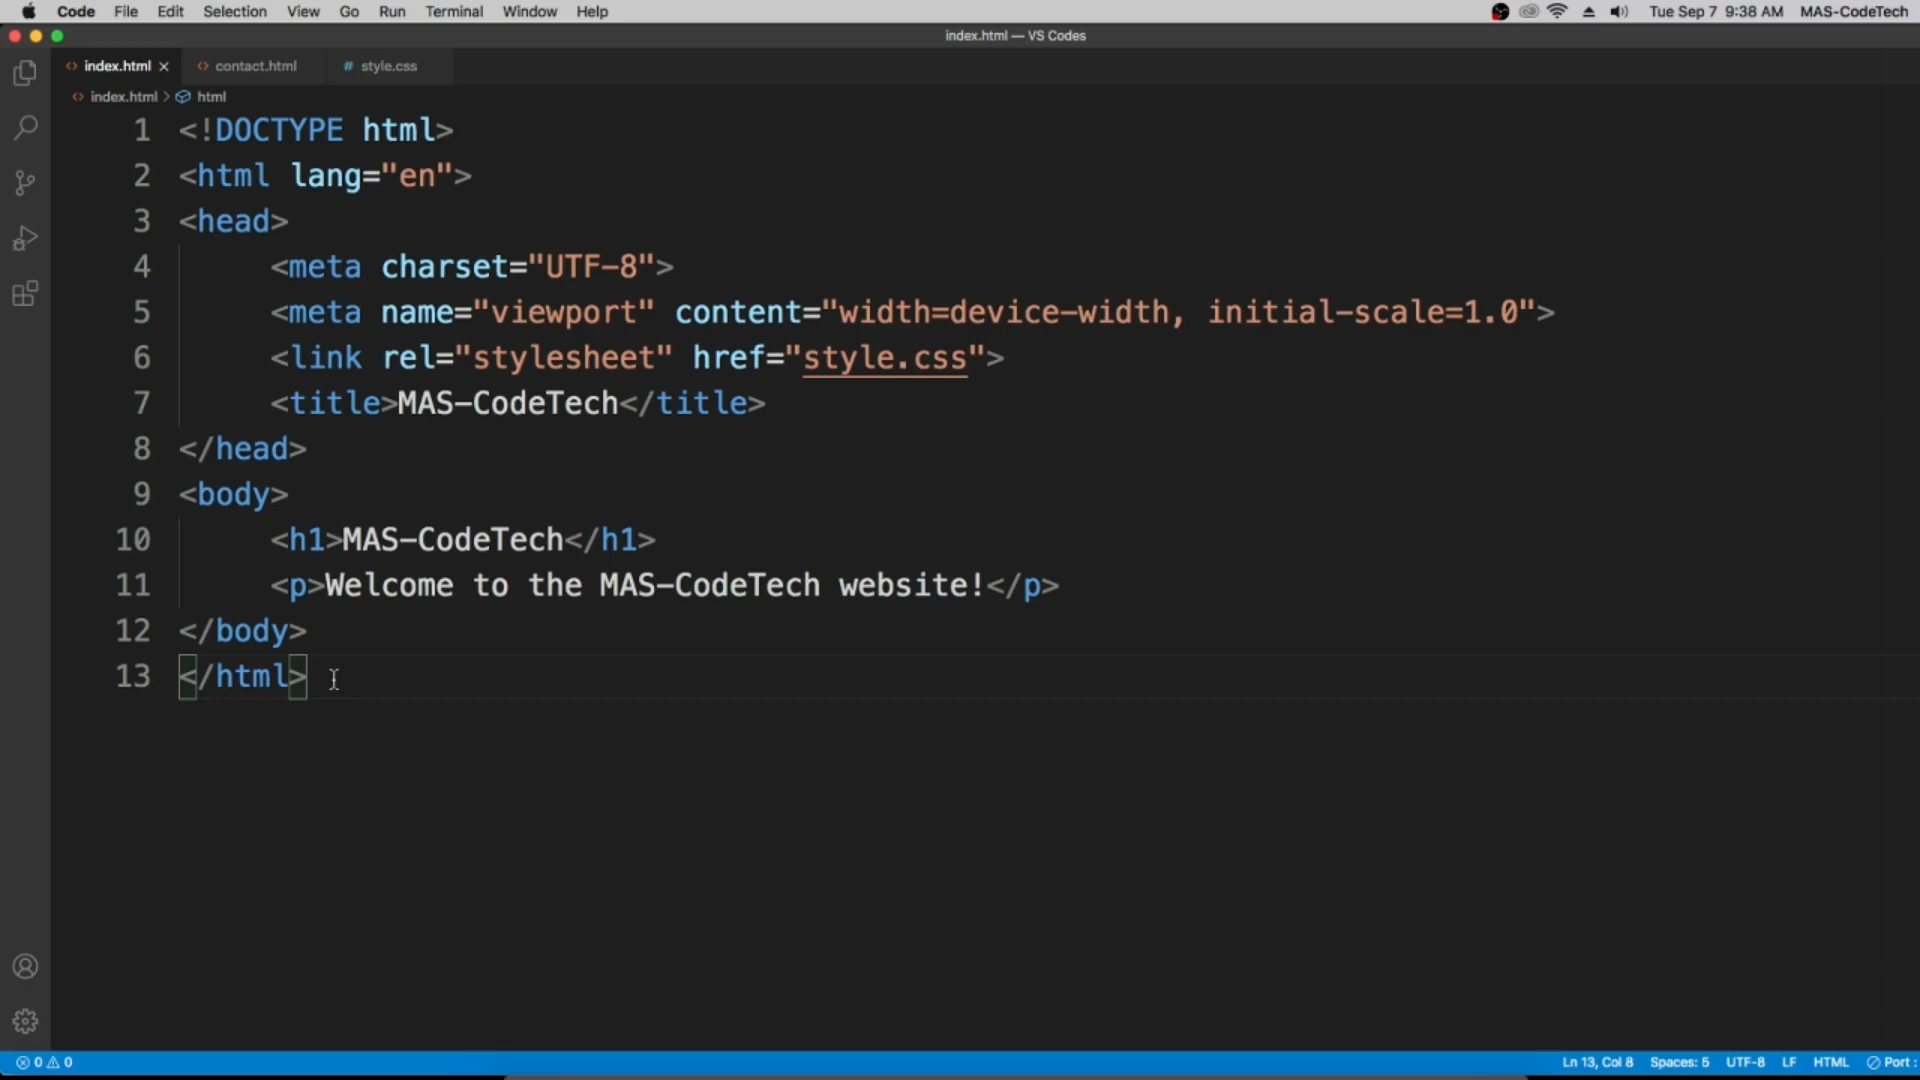 Code File Edit Selection View Go Run Terminal Window Help Tue Sep 7 9:38 AM MAS-CodeTech
index.html — VS Codes
index.html contact.html # style.css
index.html > html
1 <!DOCTYPE html>
2 <html lang="en">
3 <head>
4 <meta charset="UTF-8">
5 <meta name="viewport" content="width=device-width, initial-scale=1.0">
6 <link rel="stylesheet" href="style.css">
7 <title>MAS-CodeTech</title>
8 </head>
9 <body>
10 <h1>MAS-CodeTech</h1>
11 <p>Welcome to the MAS-CodeTech website!</p>
12 </body>
13 </html>
0 0 Ln 13, Col 8 Spaces: 5 UTF-8 LF HTML Port :